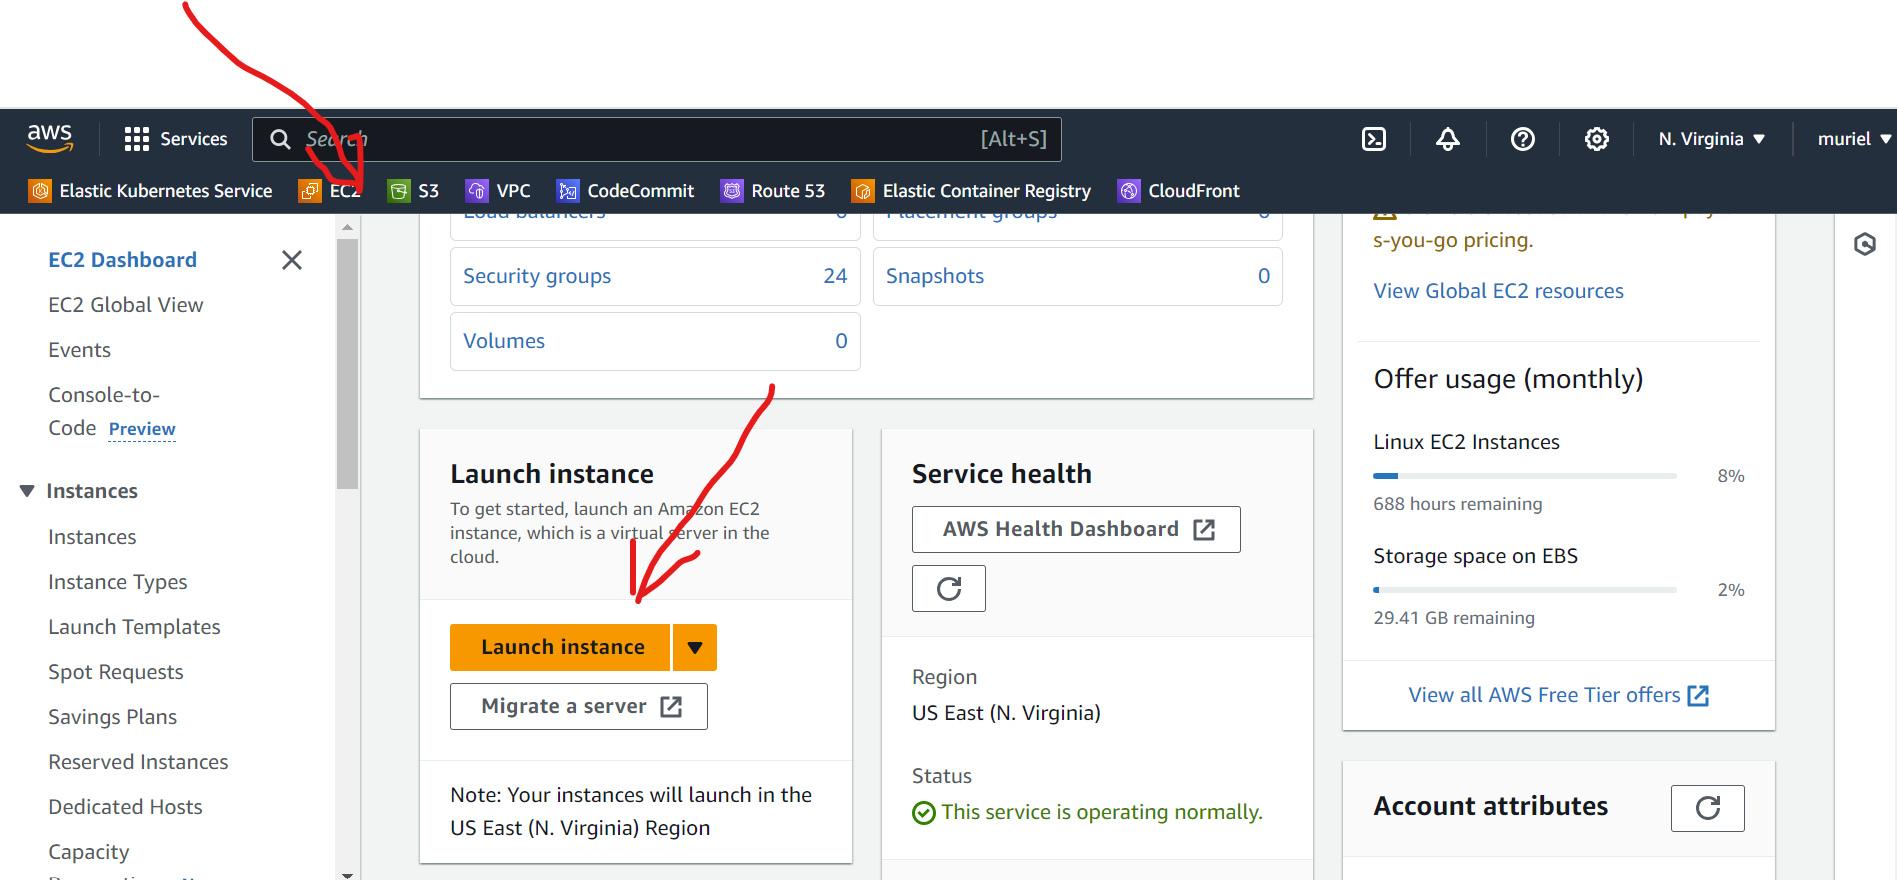 aws
Services
Search
[Alt+S]
N. Virginia
muriel
Elastic Kubernetes Service
EC2
S3
VPC
CodeCommit
Route 53
Elastic Container Registry
CloudFront
EC2 Dashboard
EC2 Global View
Events
Console-to-
Code Preview
Instances
Instances
Instance Types
Launch Templates
Spot Requests
Savings Plans
Reserved Instances
Dedicated Hosts
Capacity
Load balancers
Placement groups
Security groups 24
Snapshots 0
Volumes 0
Launch instance
To get started, launch an Amazon EC2
instance, which is a virtual server in the
cloud.
Launch instance
Migrate a server
Note: Your instances will launch in the
US East (N. Virginia) Region
Service health
AWS Health Dashboard
Region
US East (N. Virginia)
Status
This service is operating normally.
s-you-go pricing.
View Global EC2 resources
Offer usage (monthly)
Linux EC2 Instances
8%
688 hours remaining
Storage space on EBS
2%
29.41 GB remaining
View all AWS Free Tier offers
Account attributes